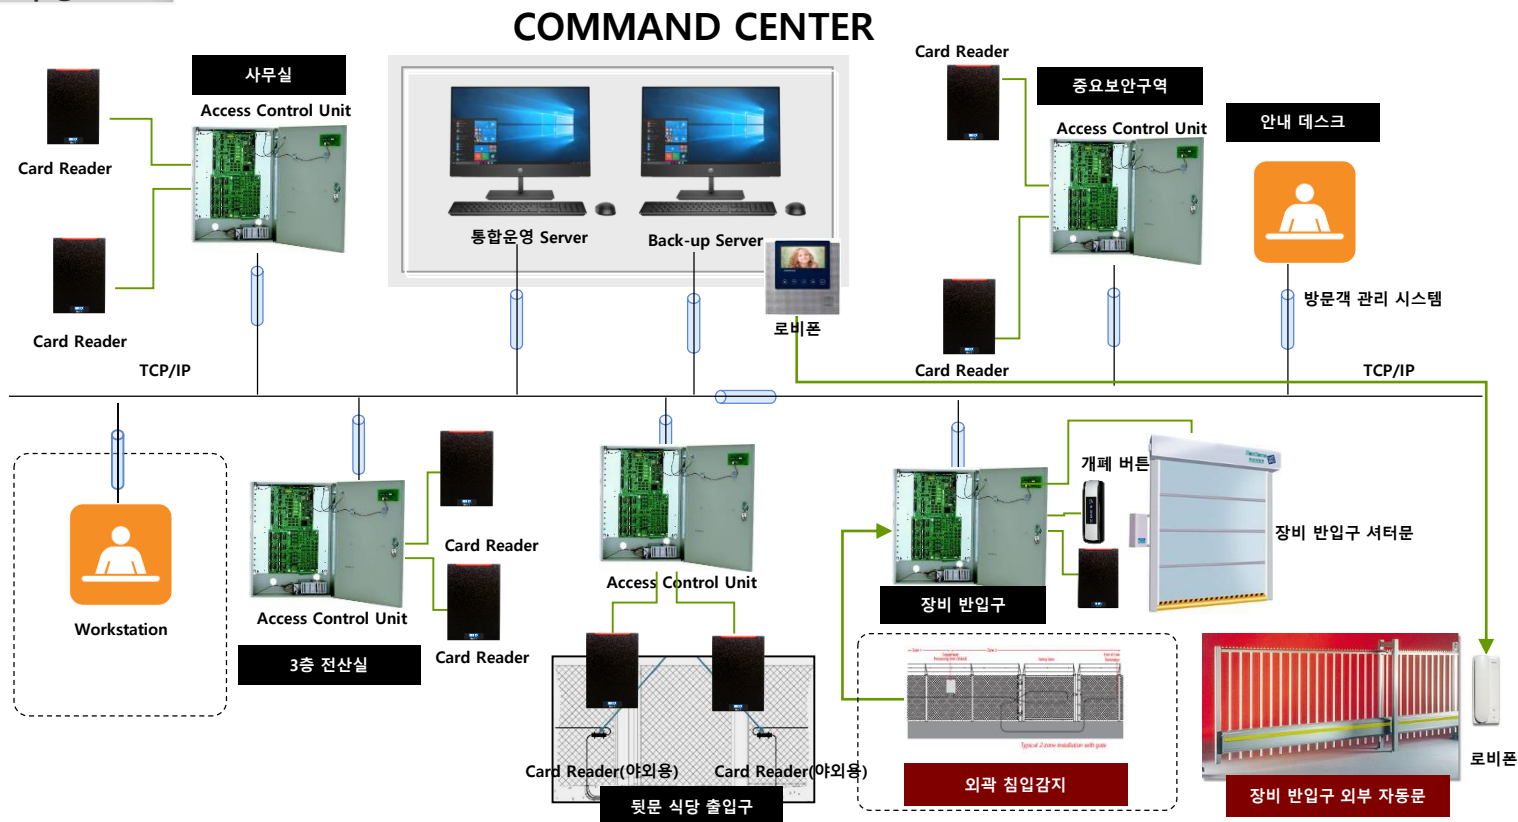 COMMAND CENTER
사무실
Access Control Unit
Card Reader
Card Reader
통합운영 Server
Back-up Server
로비폰
Card Reader
중요보안구역
Access Control Unit
Card Reader
안내 데스크
방문객 관리 시스템
TCP/IP
TCP/IP
Workstation
Access Control Unit
3층 전산실
Card Reader
Card Reader
Access Control Unit
Card Reader(야외용)
Card Reader(야외용)
뒷문 식당 출입구
개폐 버튼
장비 반입구 셔터문
장비 반입구
Typical 2-zone installation with gate
외곽 침입감지
장비 반입구 외부 자동문
로비폰